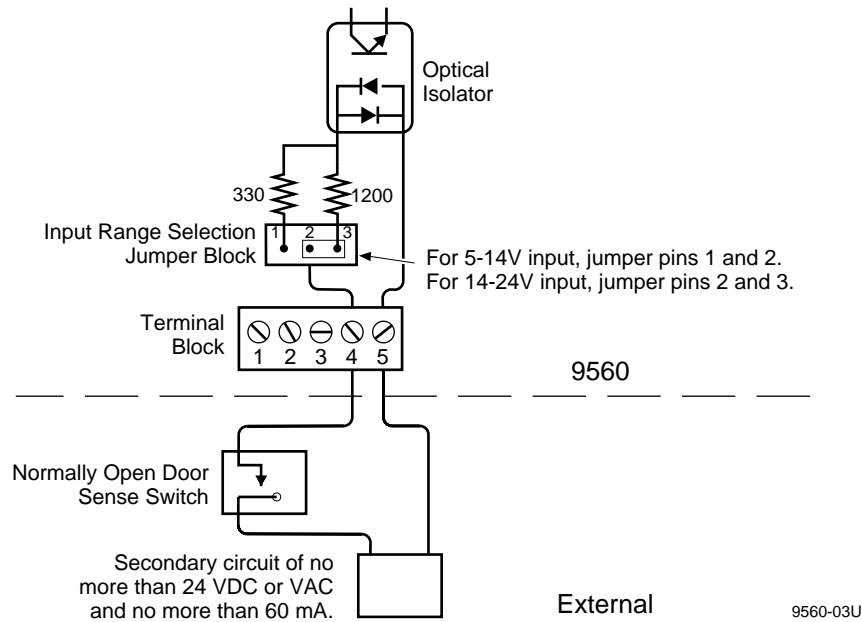 Optical
Isolator
330
1200
1 2 3
Input Range Selection
Jumper Block
For 5-14V input, jumper pins 1 and 2.
For 14-24V input, jumper pins 2 and 3.
Terminal
Block
1 2 3 4 5
9560
Normally Open Door
Sense Switch
Secondary circuit of no
more than 24 VDC or VAC
and no more than 60 mA.
External
9560-03U